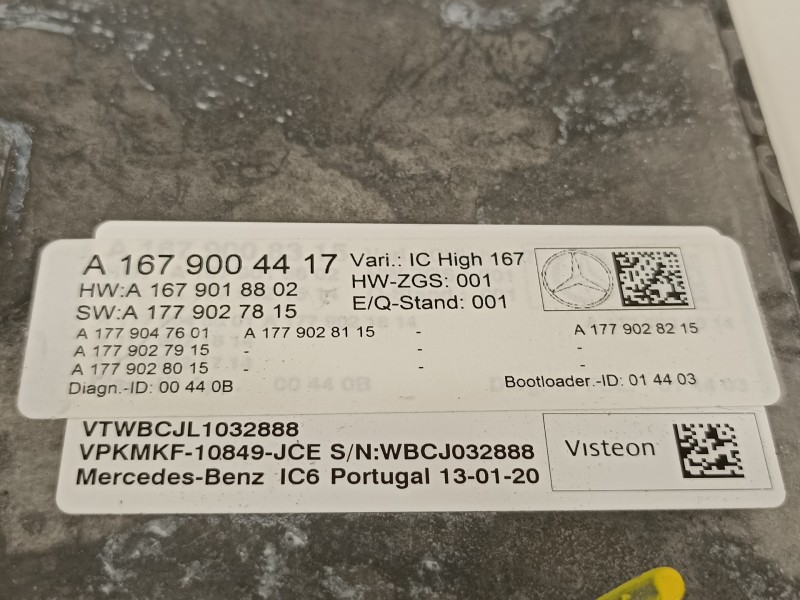 A 167 900 44 17 Vari.: IC High 167
HW:A 167 901 88 02 HW-ZGS: 001
SW:A 177 902 78 15 E/Q-Stand: 001
A 177 904 76 01 A 177 902 81 15 - A 177 902 82 15
A 177 902 79 15 - - -
A 177 902 80 15 - - -
Diagn.-ID: 00 44 0B Bootloader.-ID: 01 44 03
VTWBCJL1032888
VPKMKF-10849-JCE S/N:WBCJ032888
Mercedes-Benz IC6 Portugal 13-01-20
Visteon